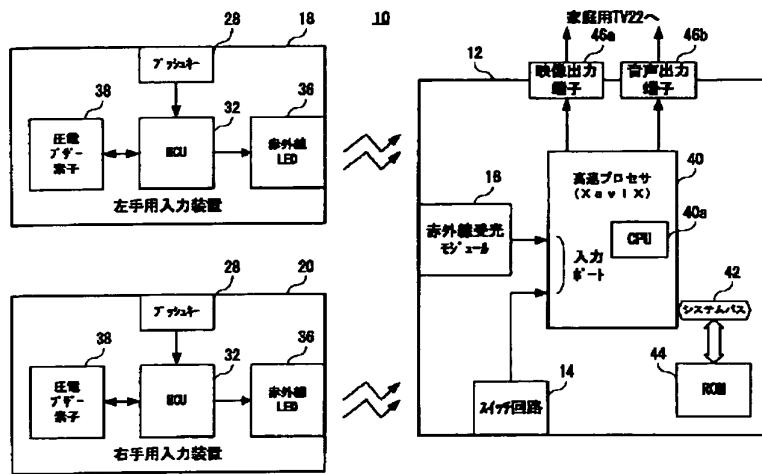 10
家庭用TV22へ
28
18
プッシュキー
38
32
36
圧電
ブザー
素子
MCU
赤外線
LED
左手用入力装置
28
20
プッシュキー
38
32
36
圧電
ブザー
素子
MCU
赤外線
LED
右手用入力装置
12
46a
46b
映像出力
端子
音声出力
端子
16
赤外線受光
モジュール
高速プロセサ
(XaviX)
40
40a
CPU
入力
ポート
42
システムバス
44
ROM
14
スイッチ回路